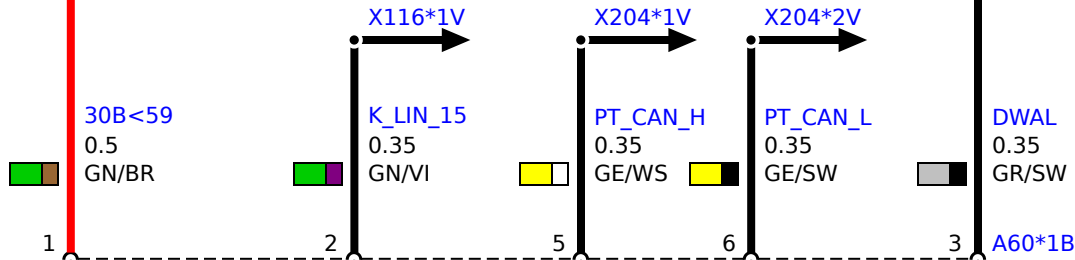 X116*1V
X204*1V
X204*2V
30B<59
0.5
GN/BR
K_LIN_15
0.35
GN/VI
PT_CAN_H
0.35
GE/WS
PT_CAN_L
0.35
GE/SW
DWAL
0.35
GR/SW
1
2
5
6
3
A60*1B